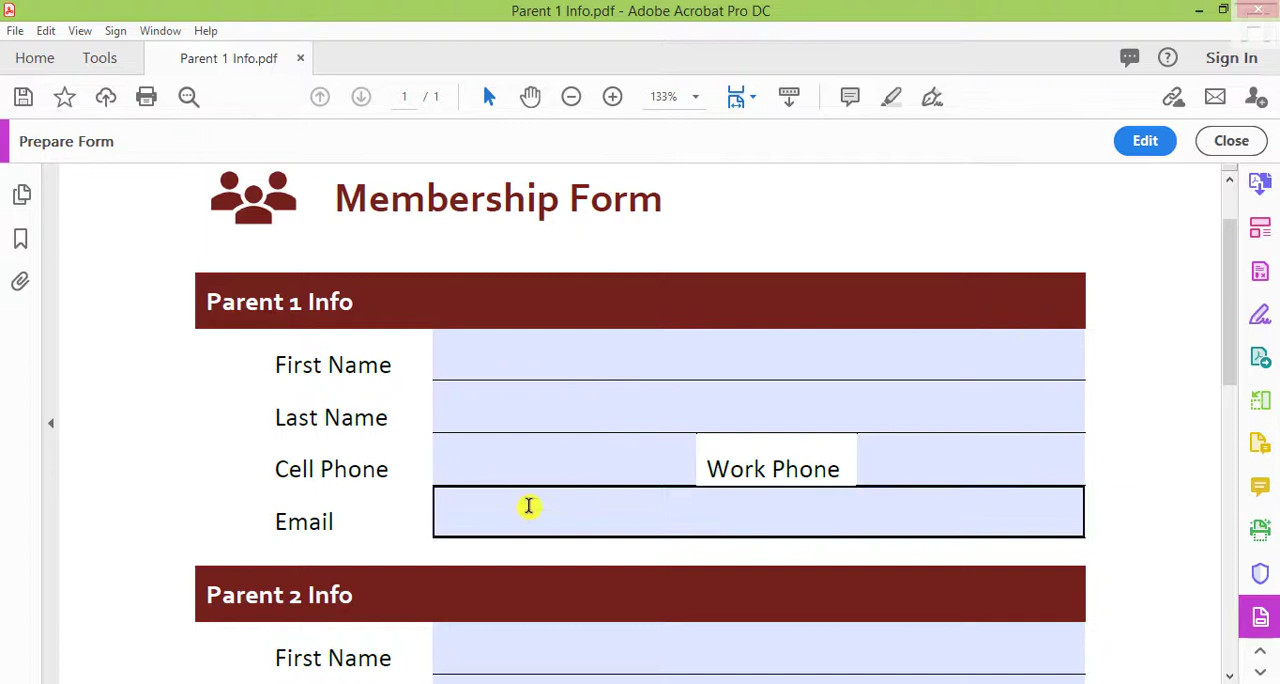 Parent 1 Info.pdf - Adobe Acrobat Pro DC
File Edit View Sign Window Help
Home Tools Parent 1 Info.pdf × Sign In
1 / 1 133%
Prepare Form Edit Close
Membership Form
Parent 1 Info
First Name
Last Name
Cell Phone Work Phone
Email
Parent 2 Info
First Name